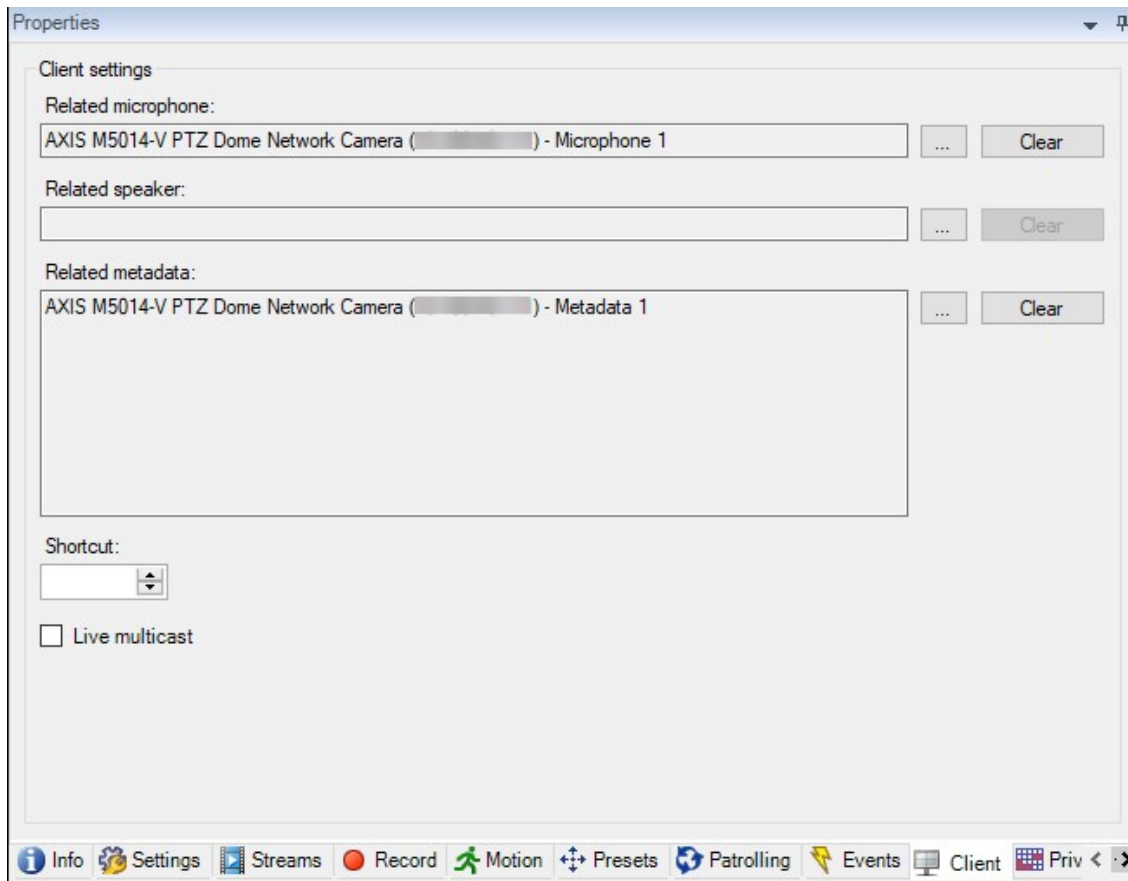 Properties
Client settings
Related microphone:
AXIS M5014-V PTZ Dome Network Camera ( ) - Microphone 1 ... Clear
Related speaker:
... Clear
Related metadata:
AXIS M5014-V PTZ Dome Network Camera ( ) - Metadata 1 ... Clear
Shortcut:
Live multicast
Info Settings Streams Record Motion Presets Patrolling Events Client Priv